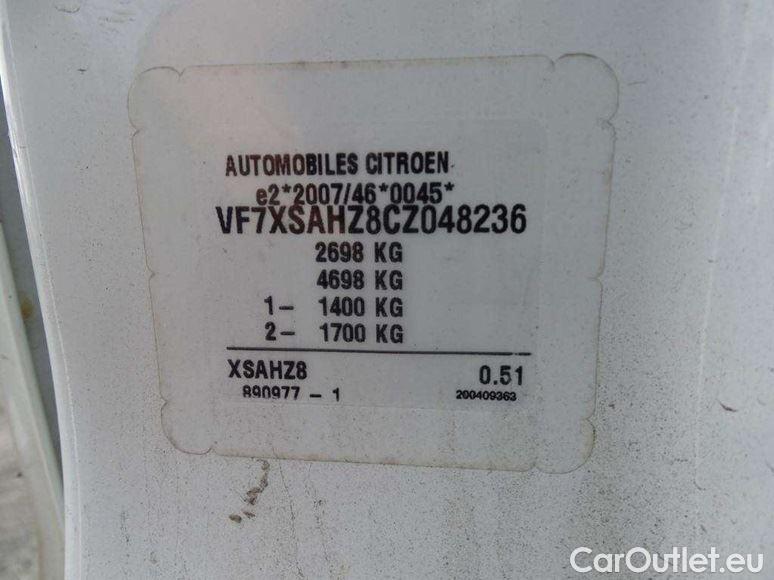 AUTOMOBILES CITROEN
e2*2007/46*0045*
VF7XSAHZ8CZ048236
2698 KG
4698 KG
1- 1400 KG
2- 1700 KG
XSAHZ8 0.51
890977 - 1 200409363
CarOutlet.eu